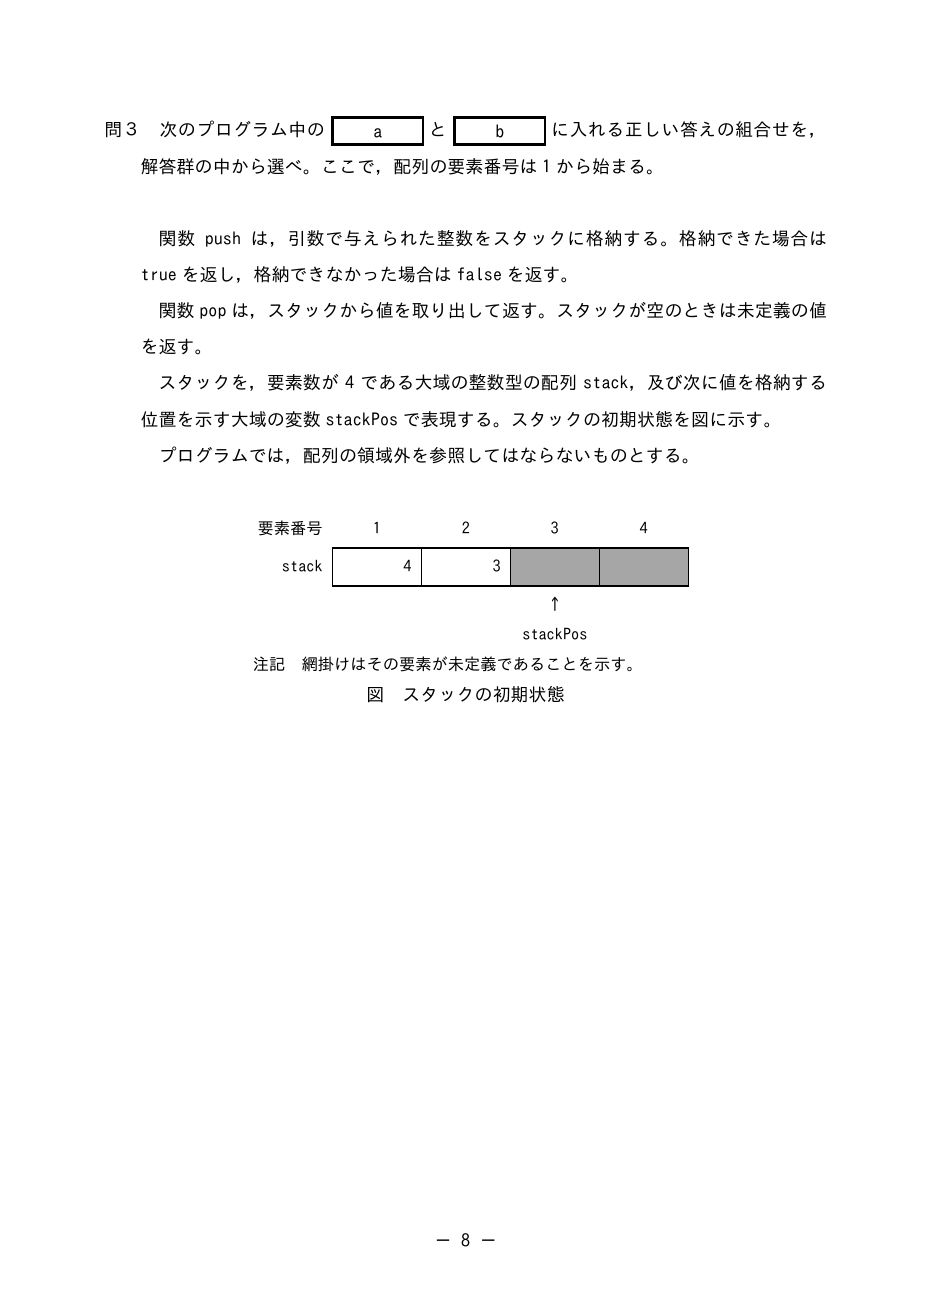 問３　次のプログラム中の a と b に入れる正しい答えの組合せを，
解答群の中から選べ。ここで，配列の要素番号は 1 から始まる。
関数 push は，引数で与えられた整数をスタックに格納する。格納できた場合は
true を返し，格納できなかった場合は false を返す。
関数 pop は，スタックから値を取り出して返す。スタックが空のときは未定義の値
を返す。
スタックを，要素数が 4 である大域の整数型の配列 stack，及び次に値を格納する
位置を示す大域の変数 stackPos で表現する。スタックの初期状態を図に示す。
プログラムでは，配列の領域外を参照してはならないものとする。
要素番号 1 2 3 4
stack 4 3
↑
stackPos
注記　網掛けはその要素が未定義であることを示す。
図　スタックの初期状態
－ 8 －